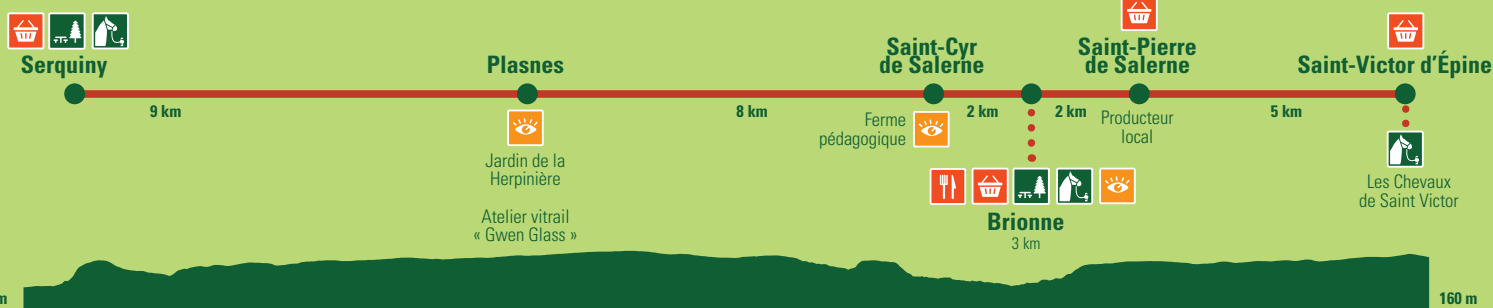 Serquiny
9 km
Plasnes
Jardin de la
Herpinière
Atelier vitrail
« Gwen Glass »
8 km
Saint-Cyr
de Salerne
Ferme
pédagogique
2 km
Brionne
3 km
2 km
Saint-Pierre
de Salerne
Producteur
local
5 km
Saint-Victor d'Épine
Les Chevaux
de Saint Victor
m
160 m